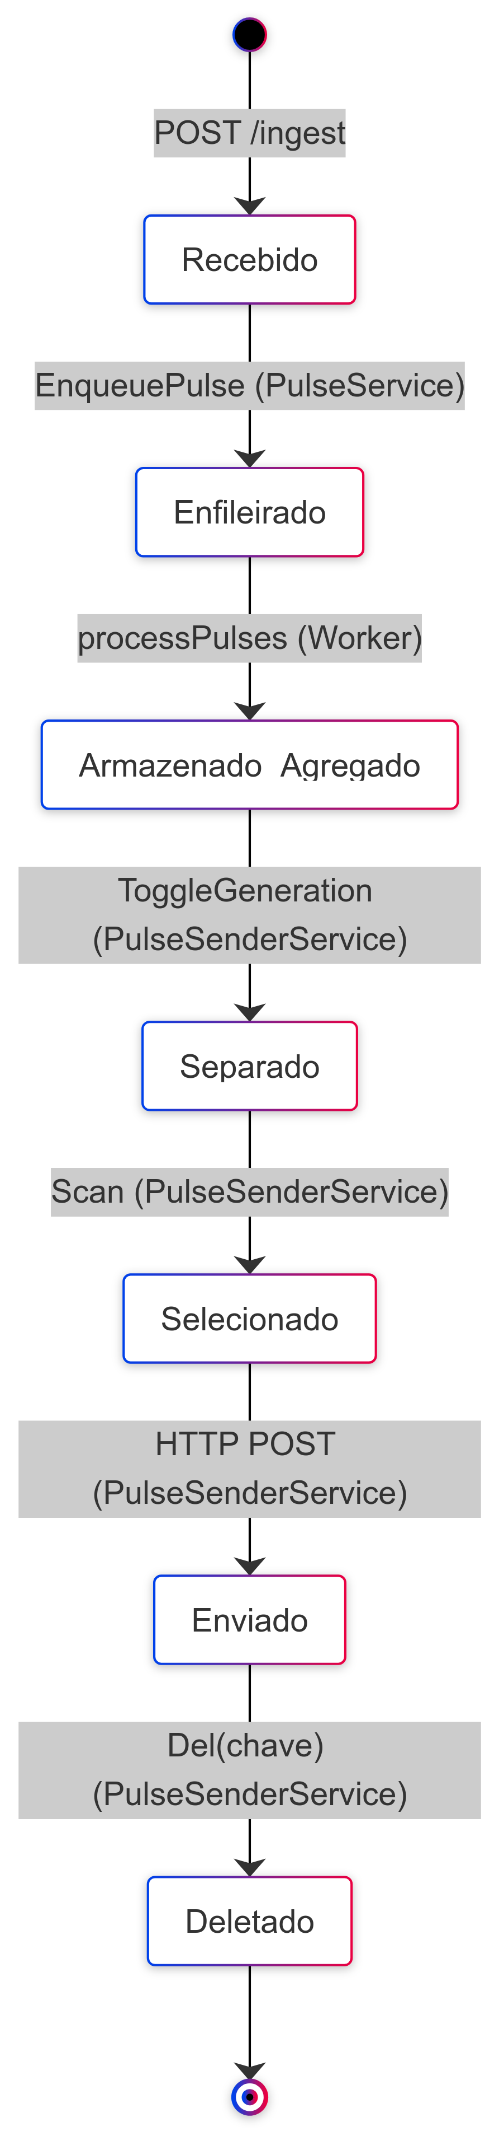 POST /ingest
Recebido
EnqueuePulse (PulseService)
Enfileirado
processPulses (Worker)
Armazenado Agregado
ToggleGeneration
(PulseSenderService)
Separado
Scan (PulseSenderService)
Selecionado
HTTP POST
(PulseSenderService)
Enviado
Del(chave)
(PulseSenderService)
Deletado